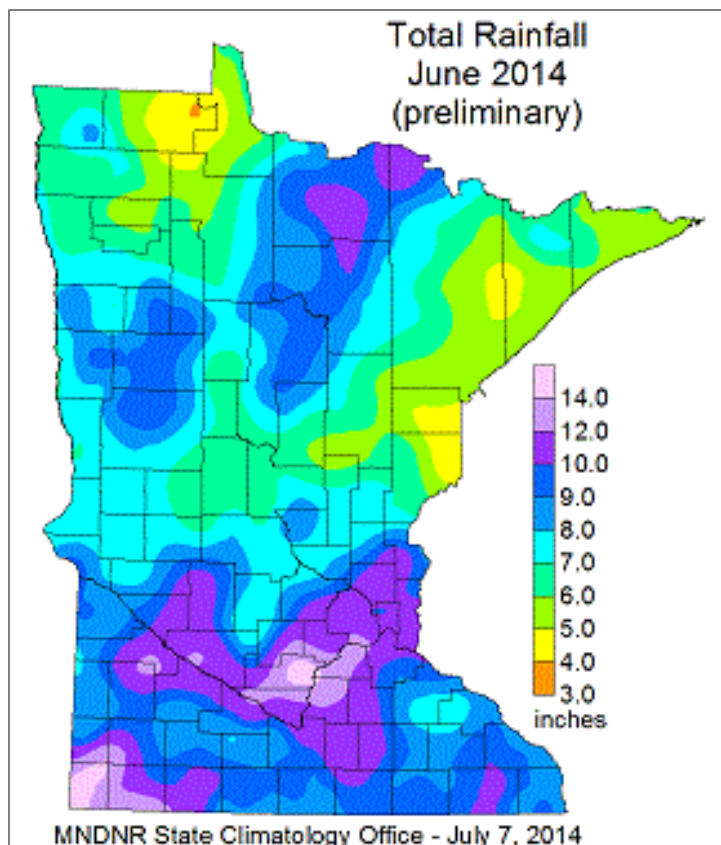 Total Rainfall
June 2014
(preliminary)
14.0
12.0
10.0
9.0
8.0
7.0
6.0
5.0
4.0
3.0
inches
MNDNR State Climatology Office - July 7, 2014